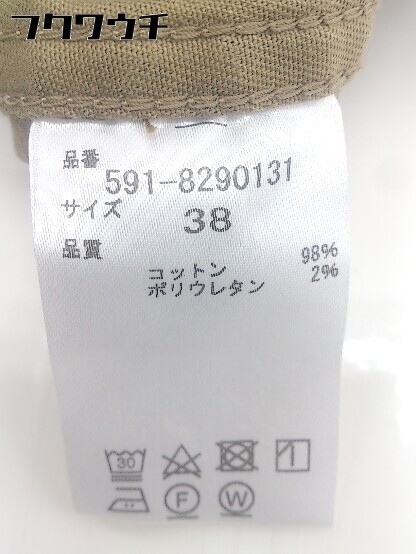 フクワウチ
品番
591-8290131
サイズ 38
品質
コットン 98%
ポリウレタン 2%
30
F W